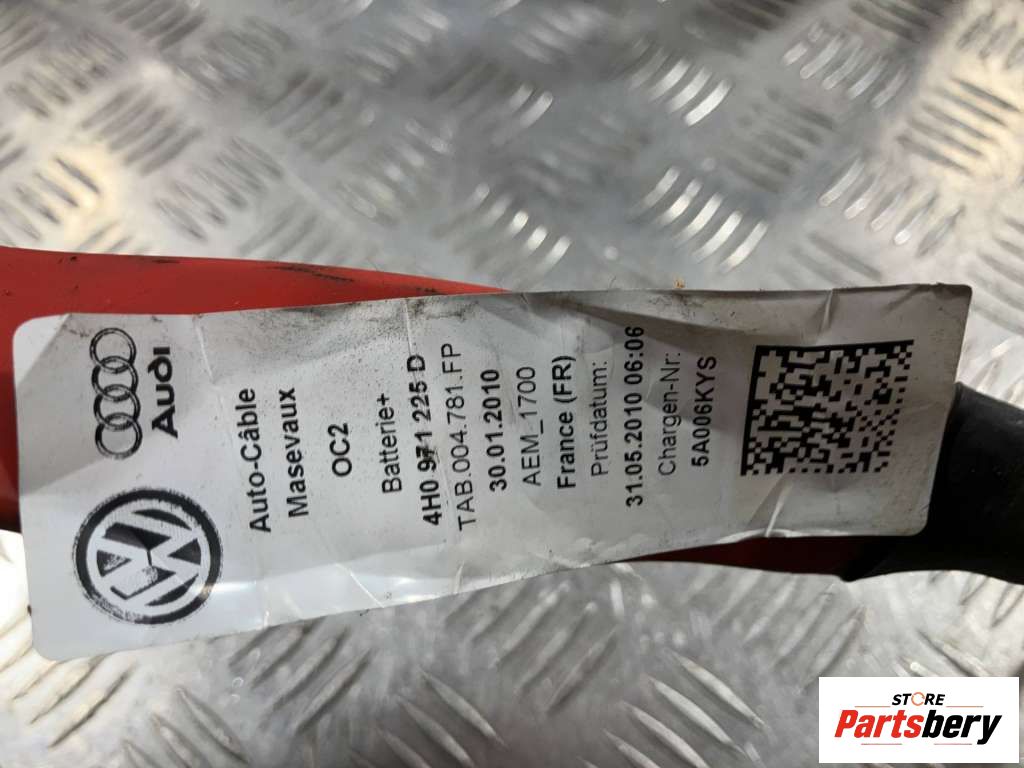 Audi
Auto-Câble
Masevaux
OC2
Batterie+
4H0 971 225 D
TAB.004.781.FP
30.01.2010
AEM_1700
France (FR)
Prüfdatum:
31.05.2010 06:06
Chargen-Nr:
5A006KYS
STORE
Partsbery